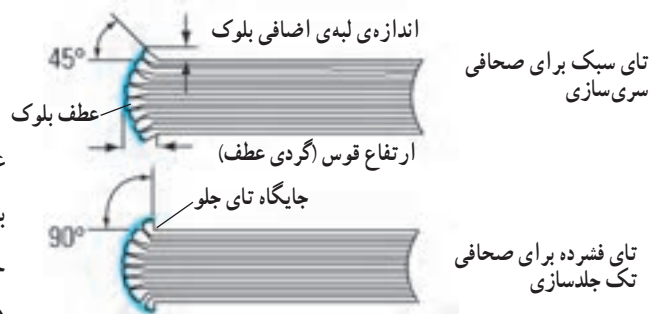 اندازه‌ی لبه‌ی اضافی بلوک
45°
تای سبک برای صحافی
سری‌سازی
عطف بلوک
ارتفاع قوس (گردی عطف)
جایگاه تای جلو
90°
تای فشرده برای صحافی
تک جلدسازی